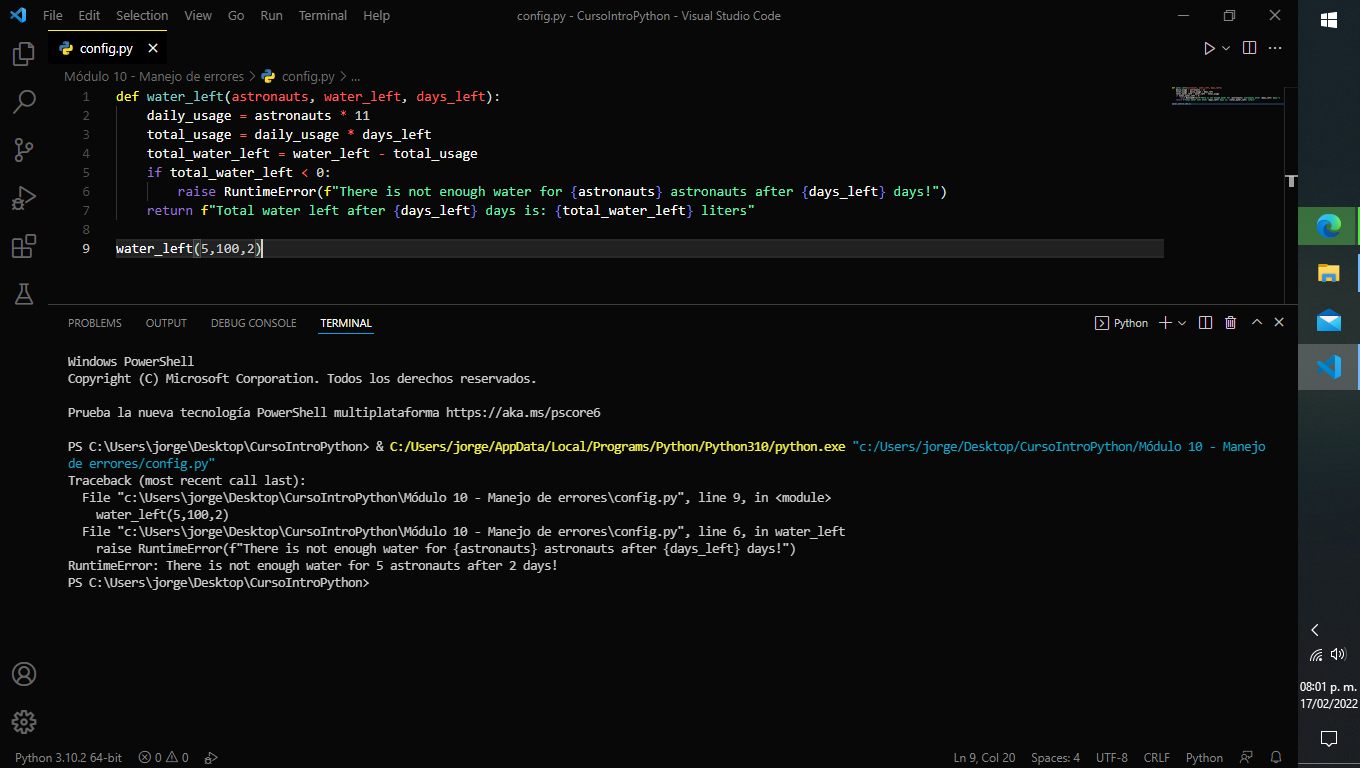 File Edit Selection View Go Run Terminal Help config.py - CursoIntroPython - Visual Studio Code
config.py
Módulo 10 - Manejo de errores > config.py > ...
1 def water_left(astronauts, water_left, days_left):
2     daily_usage = astronauts * 11
3     total_usage = daily_usage * days_left
4     total_water_left = water_left - total_usage
5     if total_water_left < 0:
6         raise RuntimeError(f"There is not enough water for {astronauts} astronauts after {days_left} days!")
7     return f"Total water left after {days_left} days is: {total_water_left} liters"
8
9 water_left(5,100,2)
PROBLEMS OUTPUT DEBUG CONSOLE TERMINAL Python
Windows PowerShell
Copyright (C) Microsoft Corporation. Todos los derechos reservados.
Prueba la nueva tecnología PowerShell multiplataforma https://aka.ms/pscore6
PS C:\Users\jorge\Desktop\CursoIntroPython> & C:/Users/jorge/AppData/Local/Programs/Python/Python310/python.exe "c:/Users/jorge/Desktop/CursoIntroPython/Módulo 10 - Manejo
de errores/config.py"
Traceback (most recent call last):
  File "c:\Users\jorge\Desktop\CursoIntroPython\Módulo 10 - Manejo de errores\config.py", line 9, in <module>
    water_left(5,100,2)
  File "c:\Users\jorge\Desktop\CursoIntroPython\Módulo 10 - Manejo de errores\config.py", line 6, in water_left
    raise RuntimeError(f"There is not enough water for {astronauts} astronauts after {days_left} days!")
RuntimeError: There is not enough water for 5 astronauts after 2 days!
PS C:\Users\jorge\Desktop\CursoIntroPython>
08:01 p. m.
17/02/2022
Python 3.10.2 64-bit 0 0 Ln 9, Col 20 Spaces: 4 UTF-8 CRLF Python